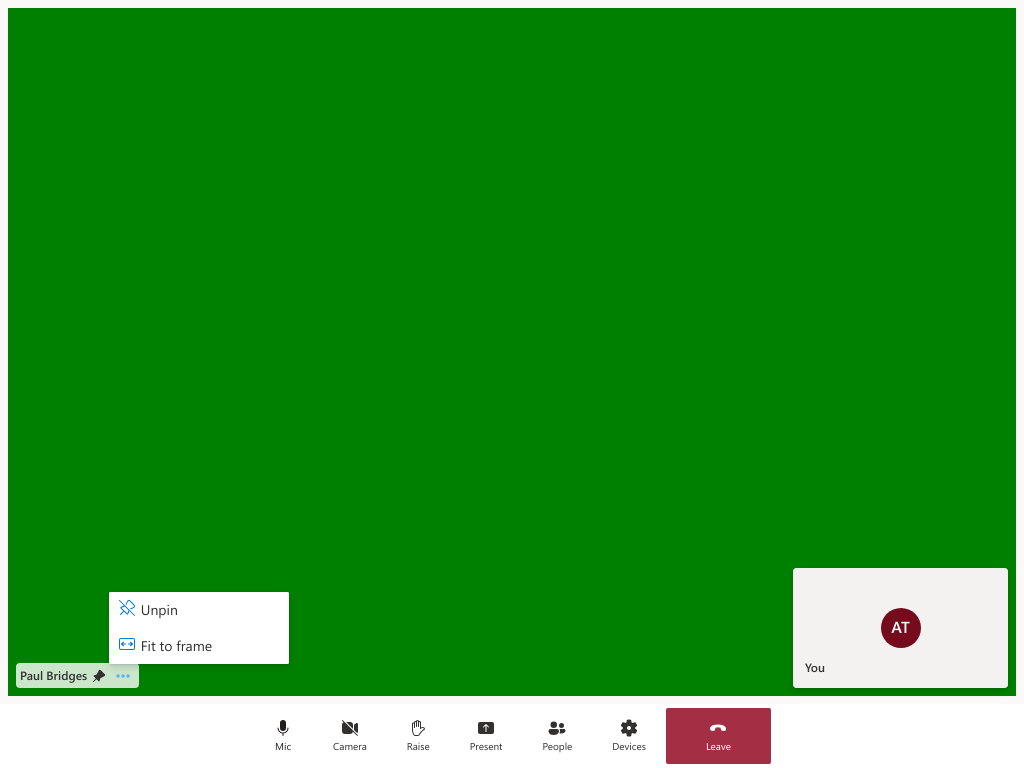 Unpin
Fit to frame
Paul Bridges
AT
You
Mic
Camera
Raise
Present
People
Devices
Leave